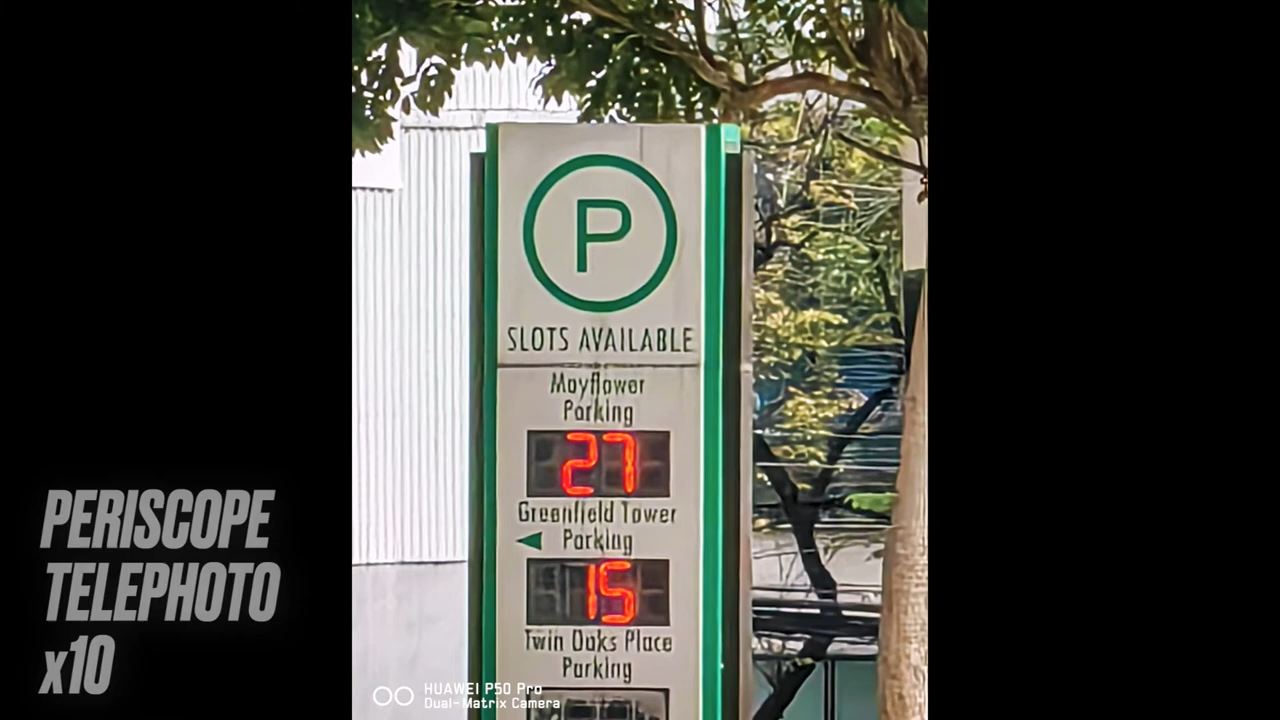 P
SLOTS AVAILABLE
Mayflower
Parking
27
Greenfield Tower
Parking
15
Twin Oaks Place
Parking
PERISCOPE
TELEPHOTO
x10
HUAWEI P50 Pro
Dual-Matrix Camera